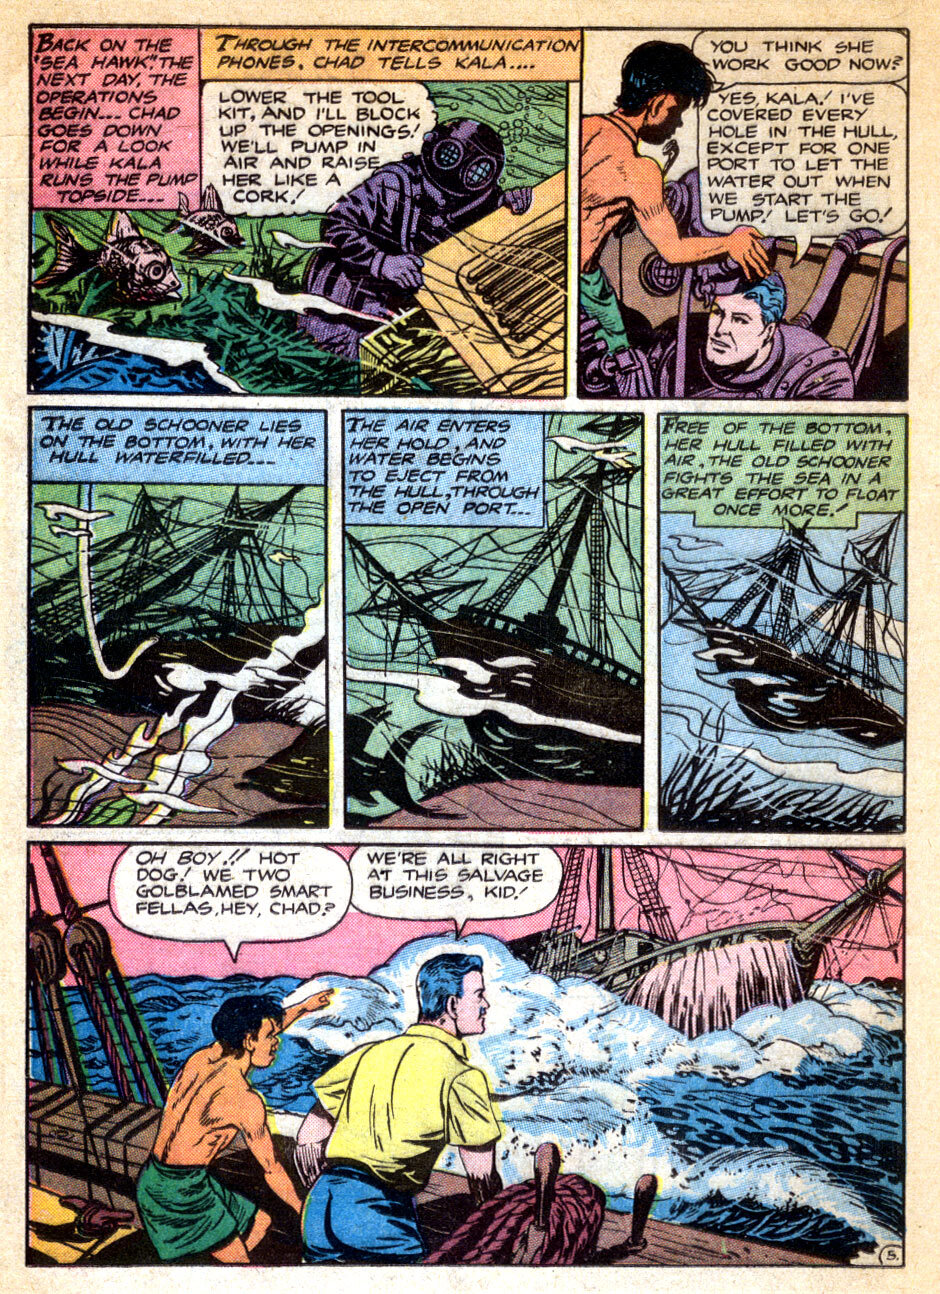 BACK ON THE
"SEA HAWK", THE
NEXT DAY, THE
OPERATIONS
BEGIN... CHAD
GOES DOWN
FOR A LOOK
WHILE KALA
RUNS THE PUMP
TOPSIDE...
THROUGH THE INTERCOMMUNICATION
PHONES, CHAD TELLS KALA....
LOWER THE TOOL
KIT, AND I'LL BLOCK
UP THE OPENINGS!
WE'LL PUMP IN
AIR AND RAISE
HER LIKE A
CORK!
YOU THINK SHE
WORK GOOD NOW?
YES, KALA! I'VE
COVERED EVERY
HOLE IN THE HULL,
EXCEPT FOR ONE
PORT TO LET THE
WATER OUT WHEN
WE START THE
PUMP! LET'S GO!
THE OLD SCHOONER LIES
ON THE BOTTOM, WITH HER
HULL WATERFILLED...
THE AIR ENTERS
HER HOLD, AND
WATER BEGINS
TO EJECT FROM
THE HULL, THROUGH
THE OPEN PORT...
FREE OF THE BOTTOM,
HER HULL FILLED WITH
AIR, THE OLD SCHOONER
FIGHTS THE SEA IN A
GREAT EFFORT TO FLOAT
ONCE MORE!
OH BOY!! HOT
DOG! WE TWO
GOLBLAMED SMART
FELLAS, HEY, CHAD?
WE'RE ALL RIGHT
AT THIS SALVAGE
BUSINESS, KID!
5.